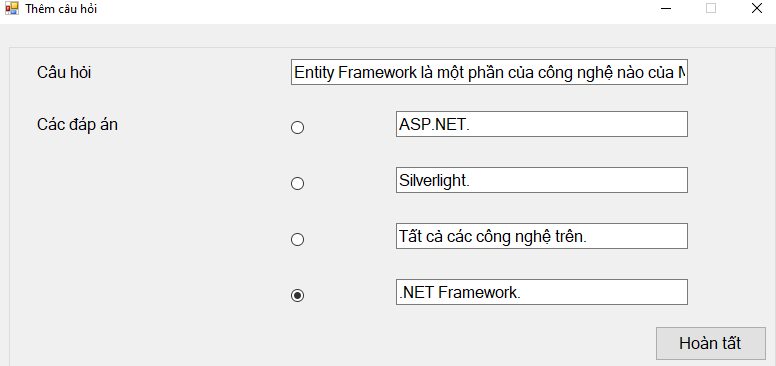 Thêm câu hỏi
Câu hỏi
Entity Framework là một phần của công nghệ nào của
Các đáp án
ASP.NET.
Silverlight.
Tất cả các công nghệ trên.
.NET Framework.
Hoàn tất